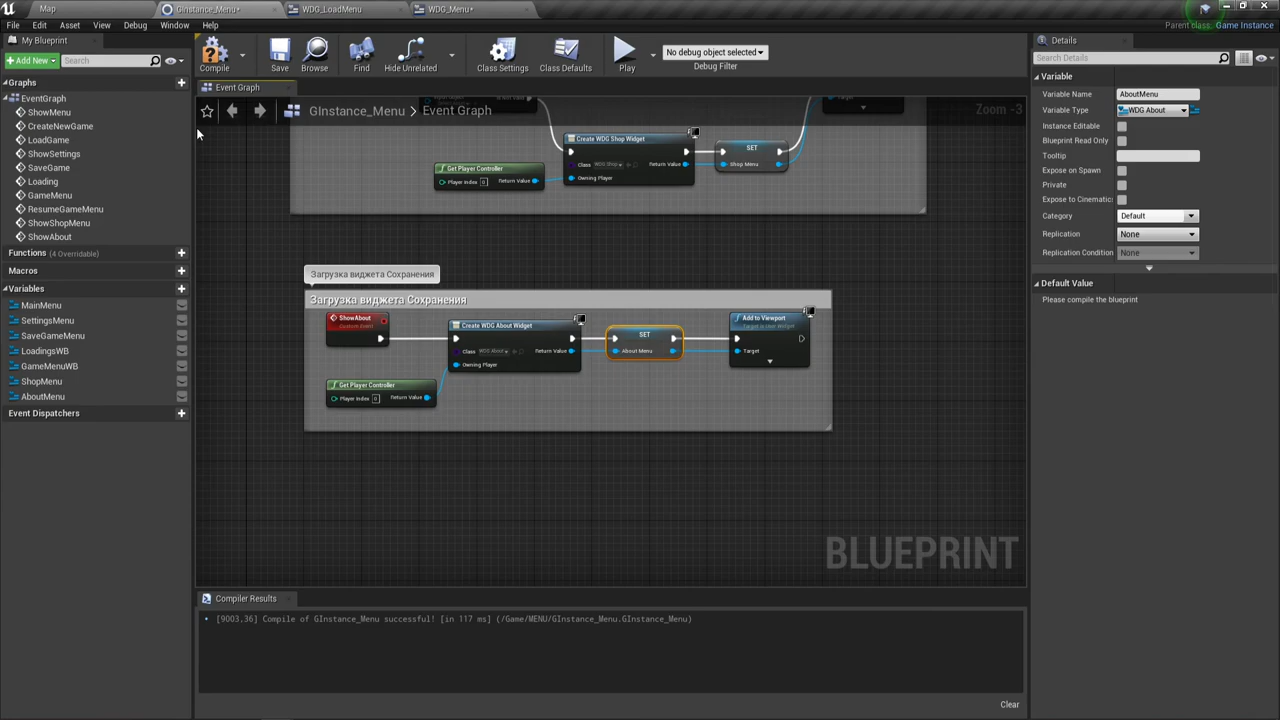 Map
GInstance_Menu*
WDG_LoadMenu
WDG_Menu*
File
Edit
Asset
View
Debug
Window
Help
Parent class:
Game Instance
My Blueprint
Add New
Search
Compile
Save
Browse
Find
Hide Unrelated
Class Settings
Class Defaults
Play
No debug object selected
Debug Filter
Details
Search Details
Graphs
EventGraph
ShowMenu
CreateNewGame
LoadGame
ShowSettings
SaveGame
Loading
GameMenu
ResumeGameMenu
ShowShopMenu
ShowAbout
Functions (4 Overridable)
Macros
Variables
MainMenu
SettingsMenu
SaveGameMenu
LoadingsWB
GameMenuWB
ShopMenu
AboutMenu
Event Dispatchers
Event Graph
GInstance_Menu > Event Graph
Zoom -3
Create WDG Shop Widget
Class WDG Shop
Return Value
Owning Player
SET
Shop Menu
Get Player Controller
Player Index 0
Return Value
Загрузка виджета Сохранения
Загрузка виджета Сохранения
ShowAbout
Custom Event
Create WDG About Widget
Class WDG About
Return Value
Owning Player
SET
About Menu
Add to Viewport
Target is User Widget
Target
Get Player Controller
Player Index 0
Return Value
BLUEPRINT
Compiler Results
[9003,36] Compile of GInstance_Menu successful! [in 117 ms] (/Game/MENU/GInstance_Menu.GInstance_Menu)
Clear
Variable
Variable Name
AboutMenu
Variable Type
WDG About
Instance Editable
Blueprint Read Only
Tooltip
Expose on Spawn
Private
Expose to Cinematics
Category
Default
Replication
None
Replication Condition
None
Default Value
Please compile the blueprint